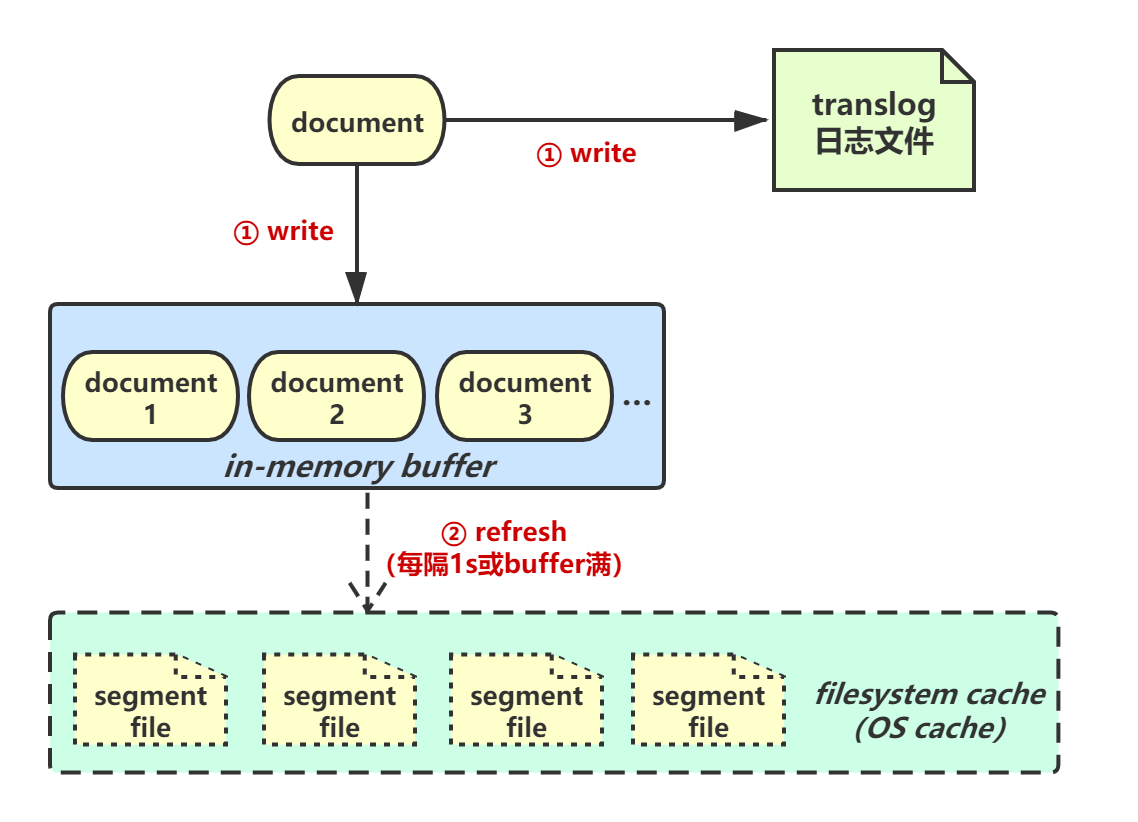 document
translog
日志文件
① write
① write
document
1
document
2
document
3
...
in-memory buffer
② refresh
(每隔1s或buffer满)
segment
file
segment
file
segment
file
segment
file
filesystem cache
(OS cache)